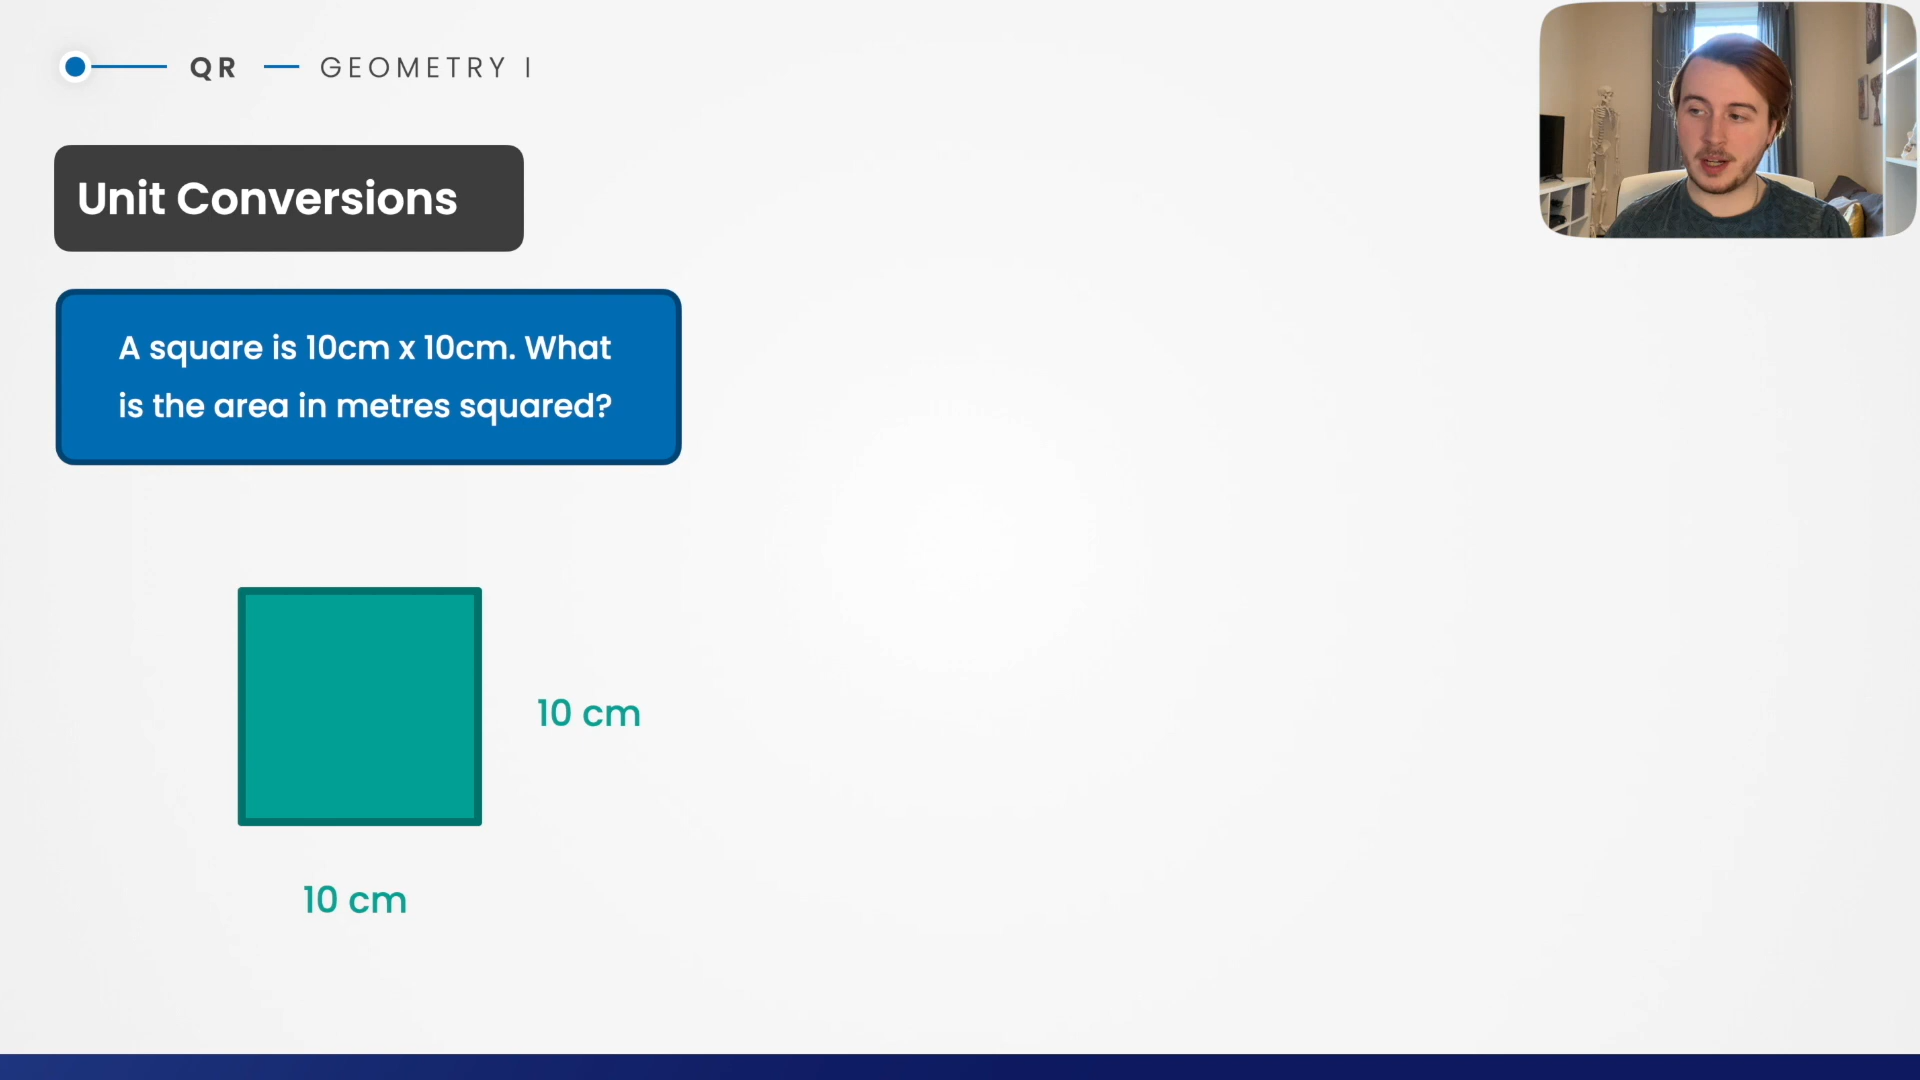 QR — GEOMETRY I
Unit Conversions
A square is 10cm x 10cm. What
is the area in metres squared?
10 cm
10 cm